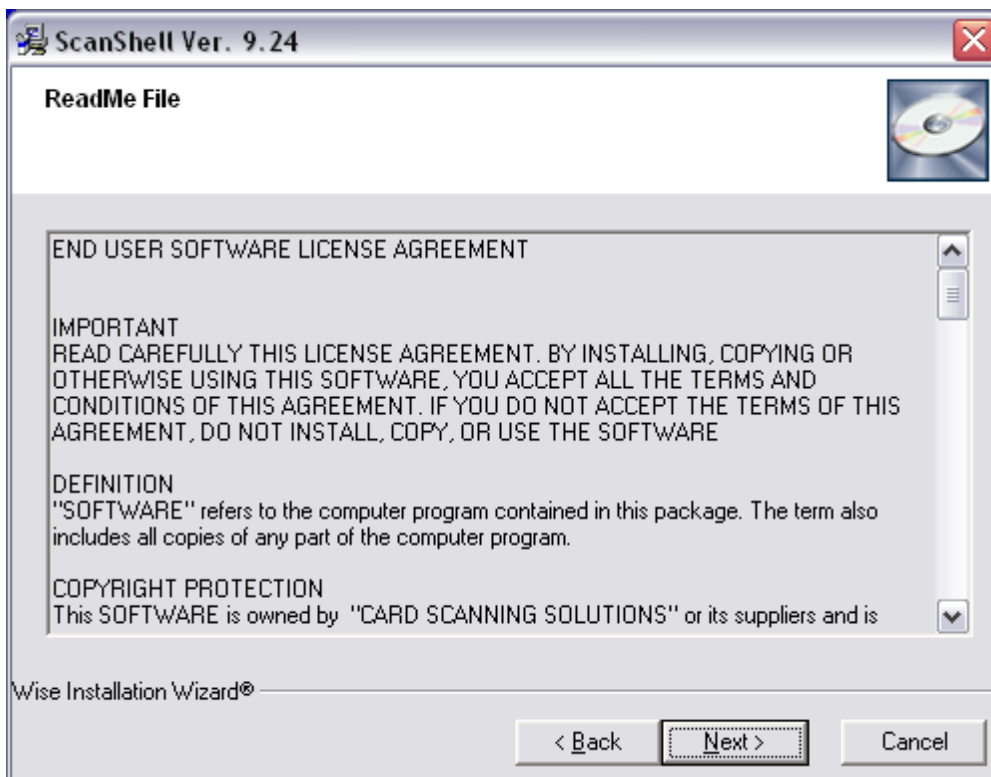 ScanShell Ver. 9.24
ReadMe File
END USER SOFTWARE LICENSE AGREEMENT
IMPORTANT
READ CAREFULLY THIS LICENSE AGREEMENT. BY INSTALLING, COPYING OR
OTHERWISE USING THIS SOFTWARE, YOU ACCEPT ALL THE TERMS AND
CONDITIONS OF THIS AGREEMENT. IF YOU DO NOT ACCEPT THE TERMS OF THIS
AGREEMENT, DO NOT INSTALL, COPY, OR USE THE SOFTWARE
DEFINITION
"SOFTWARE" refers to the computer program contained in this package. The term also
includes all copies of any part of the computer program.
COPYRIGHT PROTECTION
This SOFTWARE is owned by  "CARD SCANNING SOLUTIONS" or its suppliers and is
Wise Installation Wizard®
< Back
Next >
Cancel